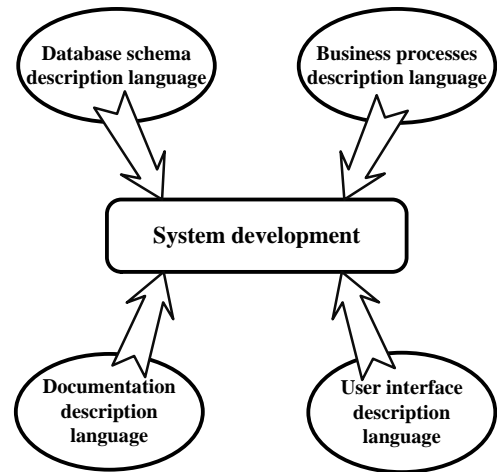 Database schema
description language
Business processes
description language
System development
Documentation
description
language
User interface
description
language